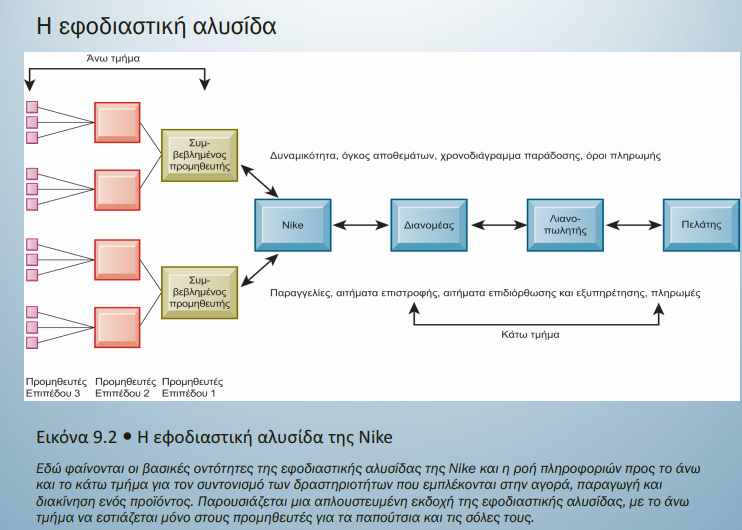 Η εφοδιαστική αλυσίδα
Άνω τμήμα
Συμ-
βεβλημένος
προμηθευτής
Δυναμικότητα, όγκος αποθεμάτων, χρονοδιάγραμμα παράδοσης, όροι πληρωμής
Nike
Διανομέας
Λιανο-
πωλητής
Πελάτης
Συμ-
βεβλημένος
προμηθευτής
Παραγγελίες, αιτήματα επιστροφής, αιτήματα επιδιόρθωσης και εξυπηρέτησης, πληρωμές
Κάτω τμήμα
Προμηθευτές Προμηθευτές Προμηθευτές
Επιπέδου 3 Επιπέδου 2 Επιπέδου 1
Εικόνα 9.2 • Η εφοδιαστική αλυσίδα της Nike
Εδώ φαίνονται οι βασικές οντότητες της εφοδιαστικής αλυσίδας της Nike και η ροή πληροφοριών προς το άνω
και το κάτω τμήμα για τον συντονισμό των δραστηριοτήτων που εμπλέκονται στην αγορά, παραγωγή και
διακίνηση ενός προϊόντος. Παρουσιάζεται μια απλουστευμένη εκδοχή της εφοδιαστικής αλυσίδας, με το άνω
τμήμα να εστιάζεται μόνο στους προμηθευτές για τα παπούτσια και τις σόλες τους.